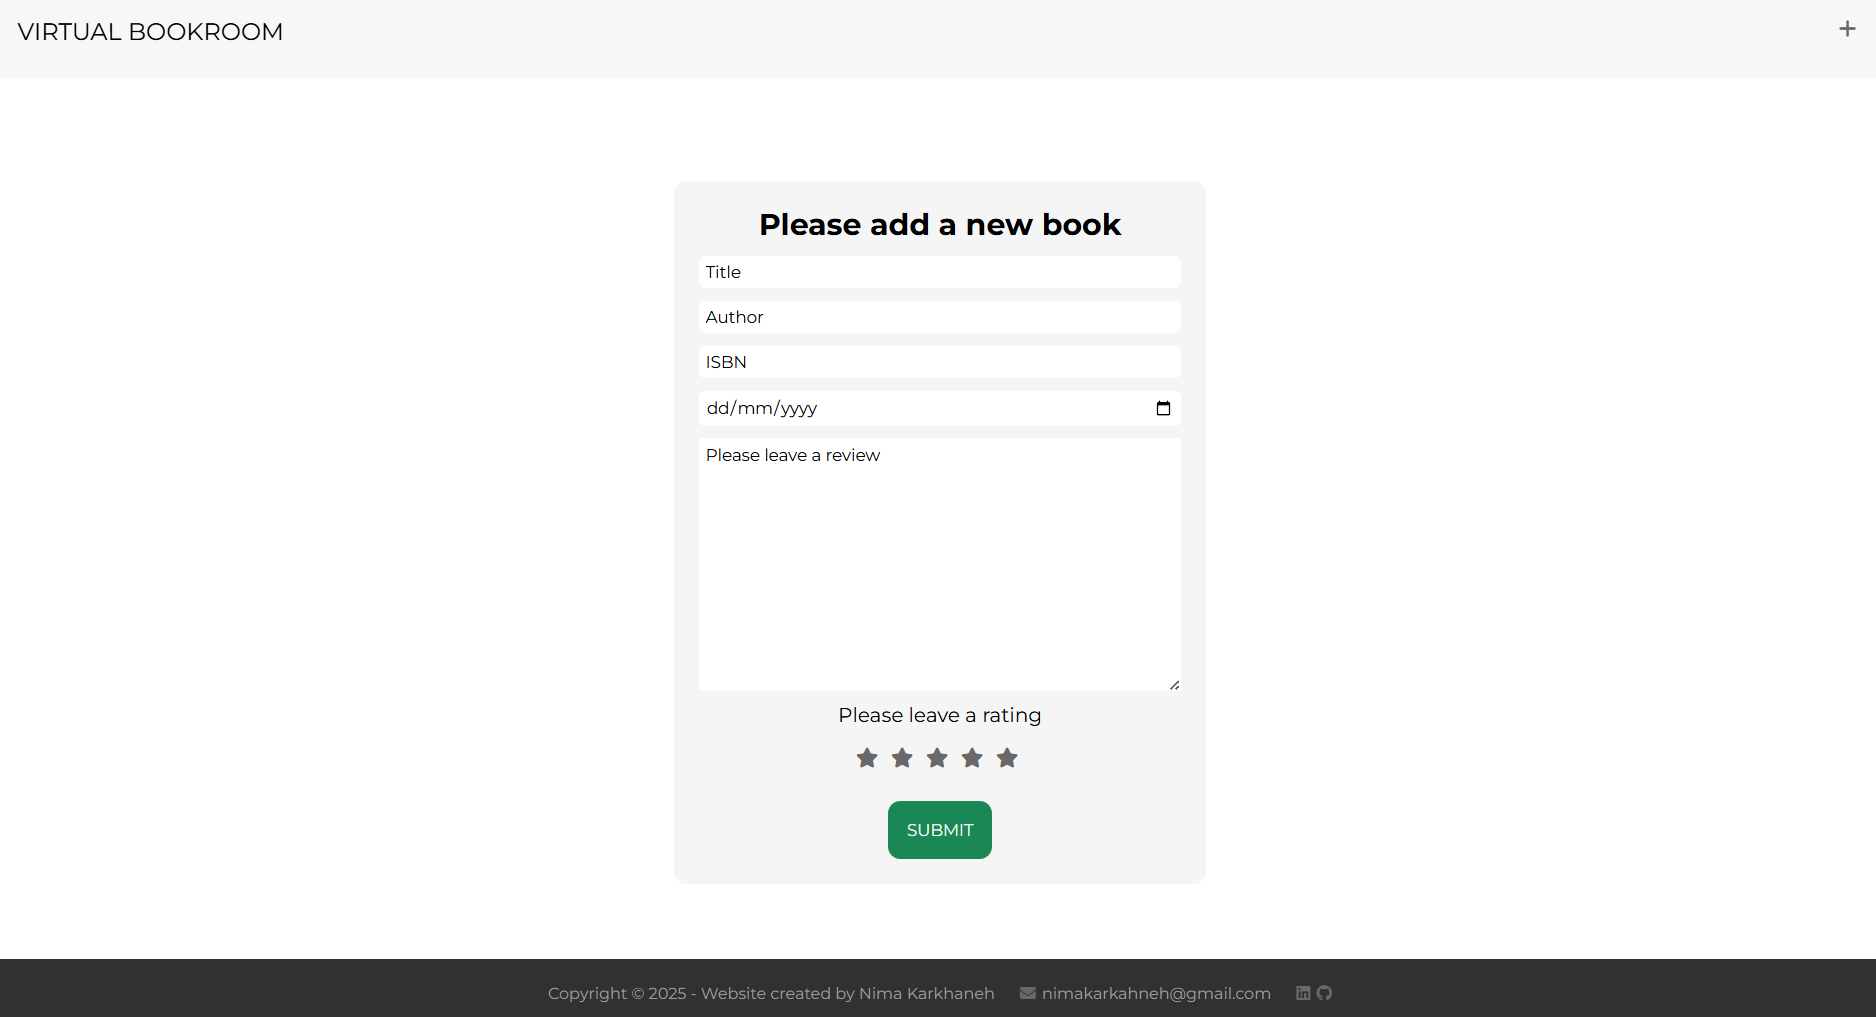 VIRTUAL BOOKROOM
Please add a new book
Title
Author
ISBN
dd/mm/yyyy
Please leave a review
Please leave a rating
SUBMIT
Copyright © 2025 - Website created by Nima Karkhaneh nimakarkahneh@gmail.com